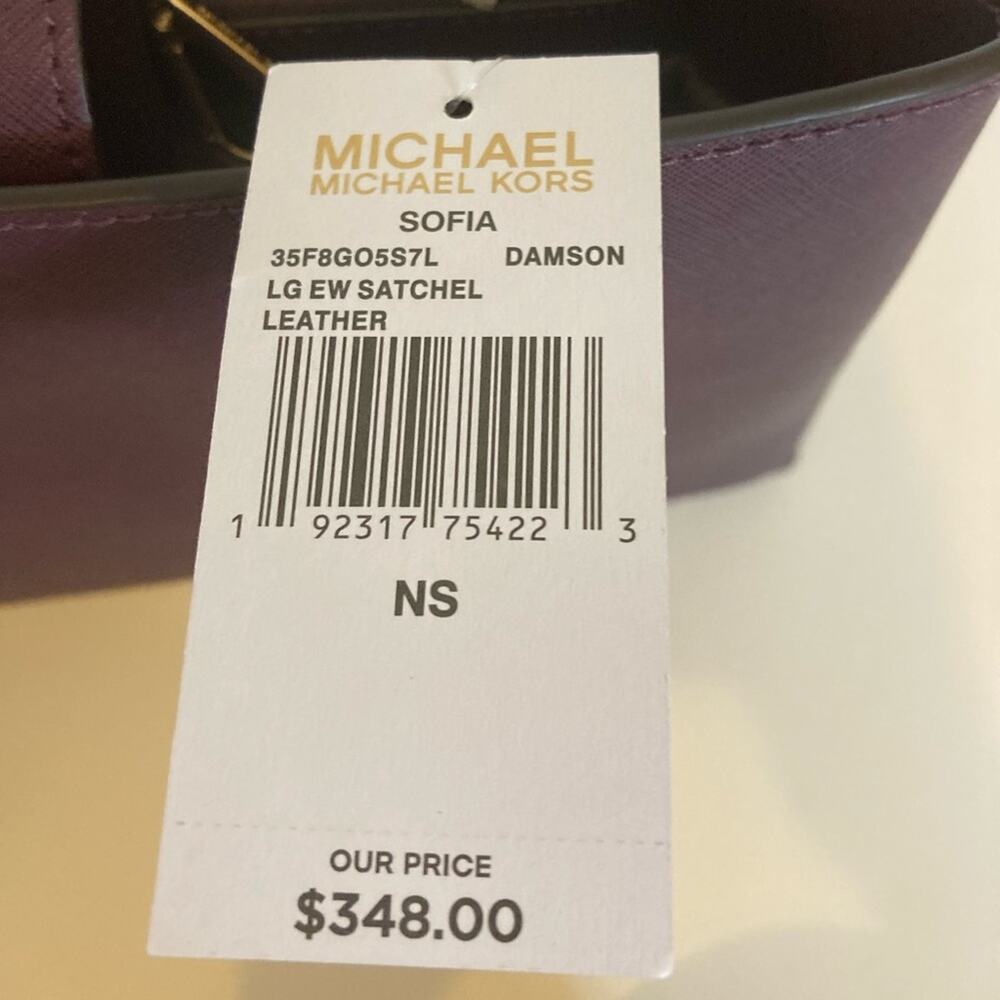 MICHAEL
MICHAEL KORS
SOFIA
35F8GO5S7L DAMSON
LG EW SATCHEL
LEATHER
1 92317 75422 3
NS
OUR PRICE
$348.00